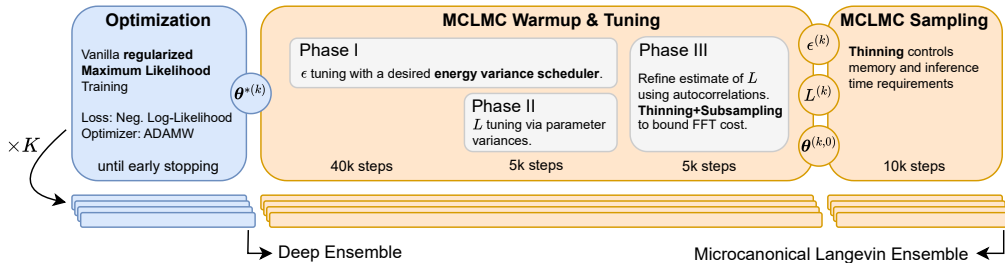 Optimization
Vanilla regularized
Maximum Likelihood
Training
Loss: Neg. Log-Likelihood
Optimizer: ADAMW
until early stopping
×K
θ*(k)
MCLMC Warmup & Tuning
Phase I
ϵ tuning with a desired energy variance scheduler.
Phase II
L tuning via parameter
variances.
Phase III
Refine estimate of L
using autocorrelations.
Thinning+Subsampling
to bound FFT cost.
40k steps
5k steps
5k steps
ϵ(k)
L(k)
θ(k,0)
MCLMC Sampling
Thinning controls
memory and inference
time requirements
10k steps
Deep Ensemble
Microcanonical Langevin Ensemble